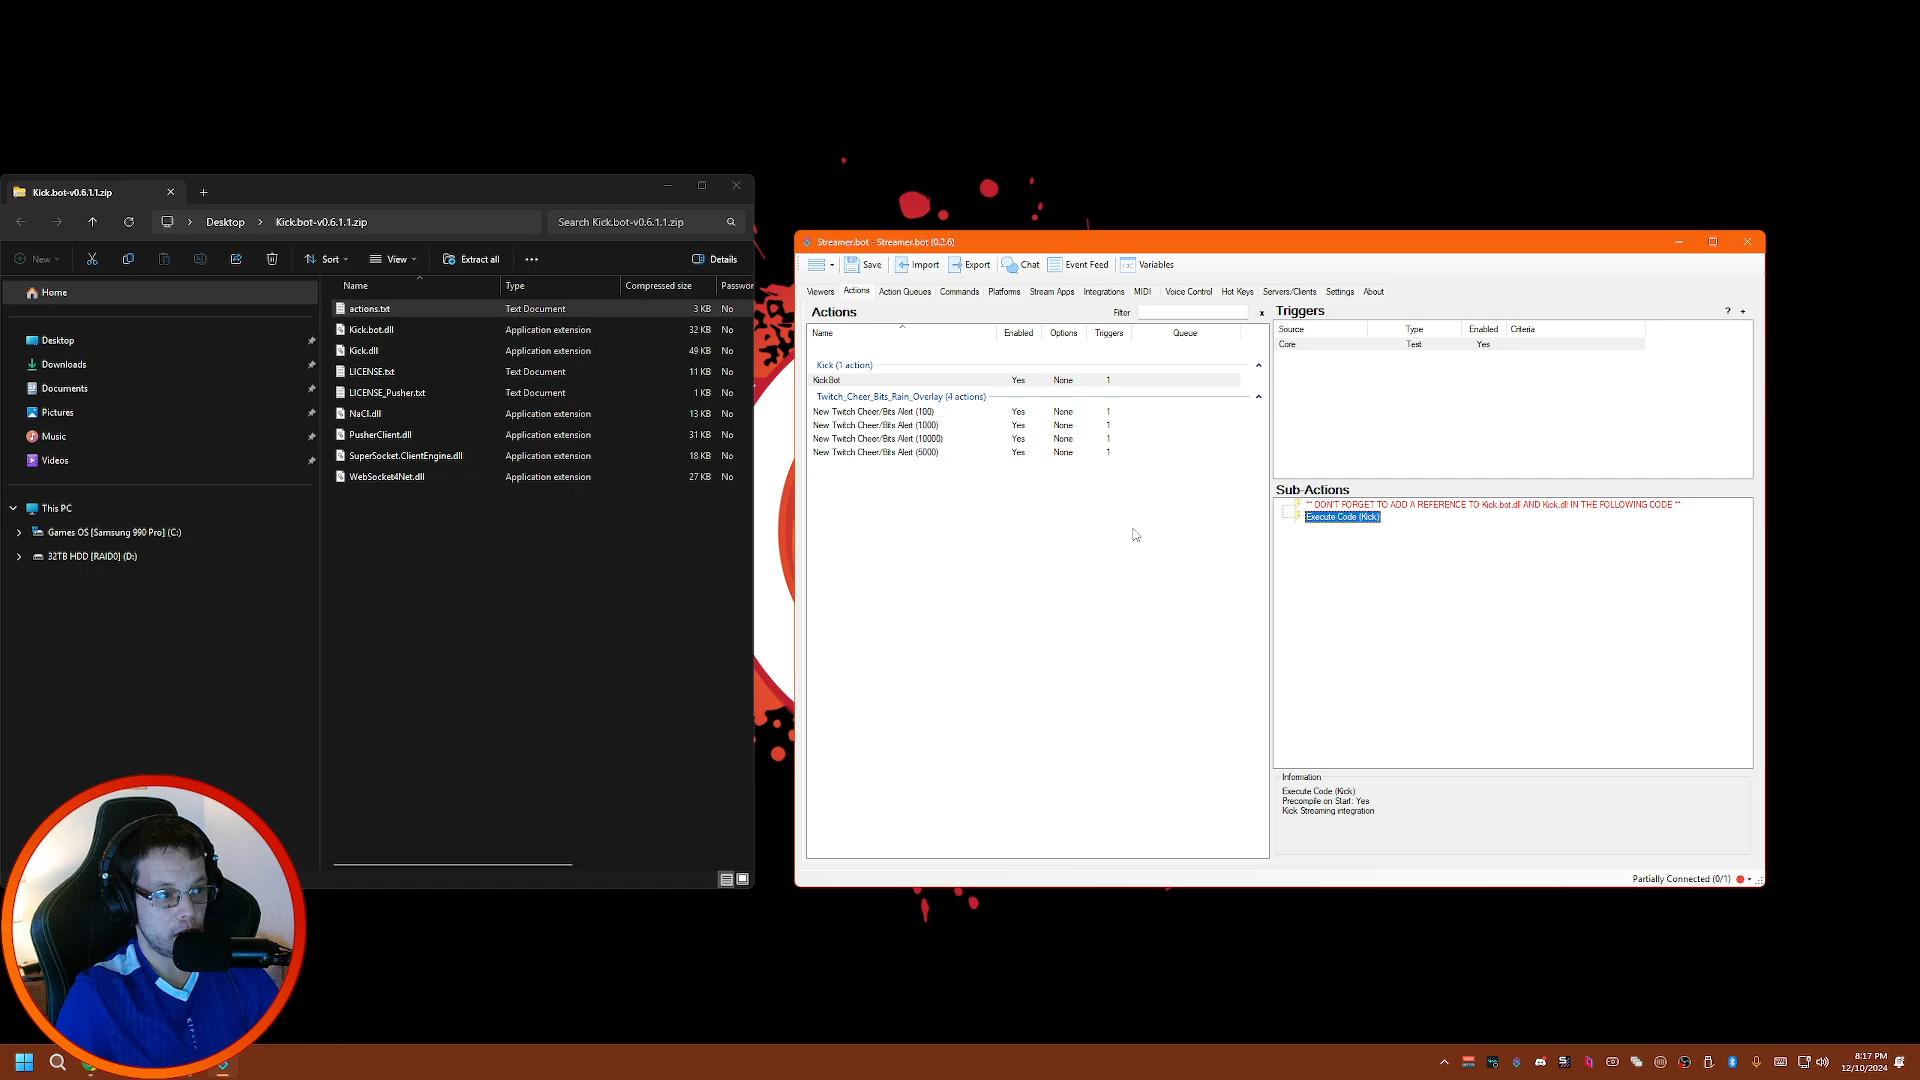 Kick.bot-v0.6.1.1.zip
Desktop
Kick.bot-v0.6.1.1.zip
Search Kick.bot-v0.6.1.1.zip
New
Sort
View
Extract all
Details
Home
Desktop
Downloads
Documents
Pictures
Music
Videos
This PC
Games OS [Samsung 990 Pro] (C:)
32TB HDD [RAID0] (D:)
Name Type Compressed size Passwor
actions.txt Text Document 3 KB No
Kick.bot.dll Application extension 32 KB No
Kick.dll Application extension 49 KB No
LICENSE.txt Text Document 11 KB No
LICENSE_Pusher.txt Text Document 1 KB No
NaCl.dll Application extension 13 KB No
PusherClient.dll Application extension 31 KB No
SuperSocket.ClientEngine.dll Application extension 18 KB No
WebSocket4Net.dll Application extension 27 KB No
Streamer.bot - Streamer.bot (0.2.6)
Save Import Export Chat Event Feed Variables
Viewers Actions Action Queues Commands Platforms Stream Apps Integrations MIDI Voice Control Hot Keys Servers/Clients Settings About
Actions
Filter
x
Name Enabled Options Triggers Queue
Kick (1 action)
KickBot Yes None 1
Twitch_Cheer_Bits_Rain_Overlay (4 actions)
New Twitch Cheer/Bits Alert (100) Yes None 1
New Twitch Cheer/Bits Alert (1000) Yes None 1
New Twitch Cheer/Bits Alert (10000) Yes None 1
New Twitch Cheer/Bits Alert (5000) Yes None 1
Triggers
? +
Source Type Enabled Criteria
Core Test Yes
Sub-Actions
** DON'T FORGET TO ADD A REFERENCE TO Kick.bot.dll AND Kick.dll IN THE FOLLOWING CODE **
Execute Code (Kick)
Information
Execute Code (Kick)
Precompile on Start: Yes
Kick Streaming integration
Partially Connected (0/1)
8:17 PM
12/10/2024